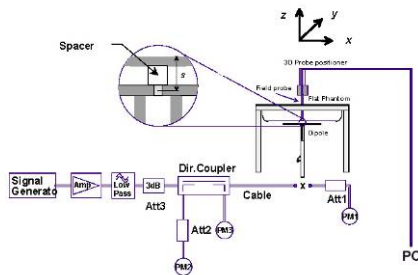 z
y
x
Spacer
s
3D Probe positioner
Field probe
Flat Phantom
Dipole
Signal
Generato
Amp
Low
Pass
3dB
Att3
Dir.Coupler
Cable
x
Att1
PM1
Att2
PM3
PM2
PC